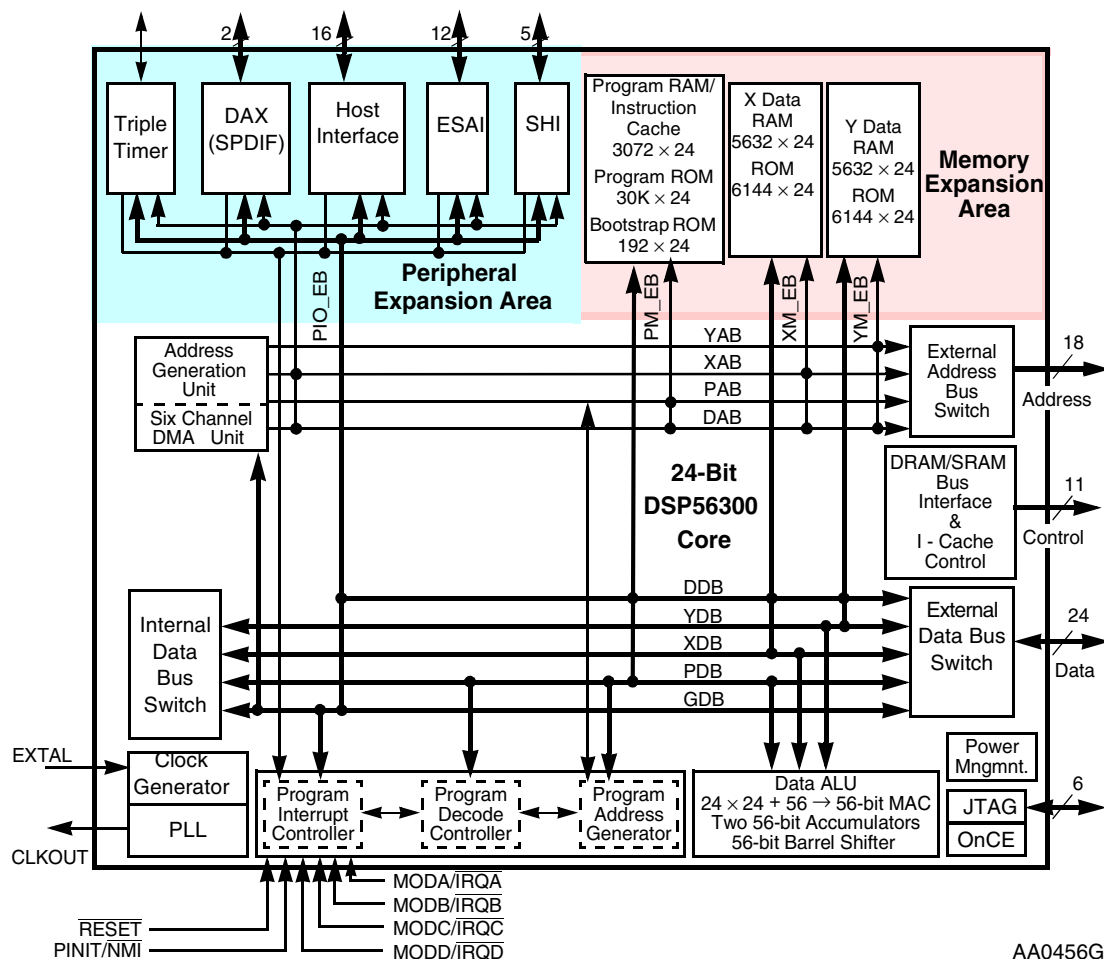 2 16 12 5
Triple
Timer
DAX
(SPDIF)
Host
Interface
ESAI
SHI
Program RAM/
Instruction
Cache
3072 × 24
Program ROM
30K × 24
Bootstrap ROM
192 × 24
X Data
RAM
5632 × 24
ROM
6144 × 24
Y Data
RAM
5632 × 24
ROM
6144 × 24
Memory
Expansion
Area
Peripheral
Expansion Area
PIO_EB
PM_EB
XM_EB
YM_EB
Address
Generation
Unit
Six Channel
DMA Unit
YAB
XAB
PAB
DAB
External
Address
Bus
Switch
18
Address
24-Bit
DSP56300
Core
DRAM/SRAM
Bus
Interface
&
I - Cache
Control
11
Control
Internal
Data
Bus
Switch
DDB
YDB
XDB
PDB
GDB
External
Data Bus
Switch
24
Data
EXTAL
Clock
Generator
PLL
CLKOUT
Program
Interrupt
Controller
Program
Decode
Controller
Program
Address
Generator
Data ALU
24 × 24 + 56 → 56-bit MAC
Two 56-bit Accumulators
56-bit Barrel Shifter
Power
Mngmnt.
JTAG
OnCE
6
MODA/IRQA
MODB/IRQB
MODC/IRQC
MODD/IRQD
RESET
PINIT/NMI
AA0456G